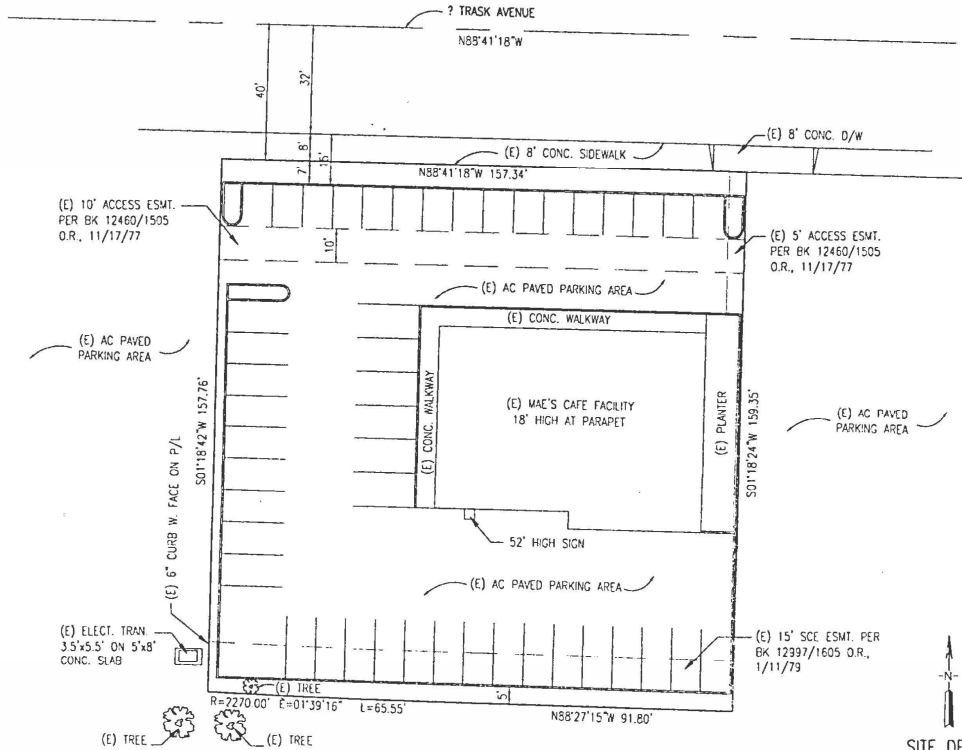 ? TRASK AVENUE
N88°41'18"W
40'
32'
8'
7'
15'
(E) 8' CONC. D/W
(E) 8' CONC. SIDEWALK
N88°41'18"W 157.34'
(E) 10' ACCESS ESMT.
PER BK 12460/1505
O.R., 11/17/77
10'
(E) 5' ACCESS ESMT.
PER BK 12460/1505
O.R., 11/17/77
(E) AC PAVED PARKING AREA
(E) CONC. WALKWAY
(E) AC PAVED
PARKING AREA
S01°18'42"W 157.76'
(E) CONC. WALKWAY
(E) MAE'S CAFE FACILITY
18' HIGH AT PARAPET
(E) PLANTER
S01°18'24"W 159.35'
(E) AC PAVED
PARKING AREA
52' HIGH SIGN
(E) 6" CURB W. FACE ON P/L
(E) AC PAVED PARKING AREA
(E) ELECT. TRAN.
3.5'x5.5' ON 5'x8'
CONC. SLAB
(E) 15' SCE ESMT. PER
BK 12997/1605 O.R.,
1/11/79
(E) TREE
R=2270.00' E=01°39'16" L=65.55'
5'
N88°27'15"W 91.80'
(E) TREE
(E) TREE
-N-
SITE DE